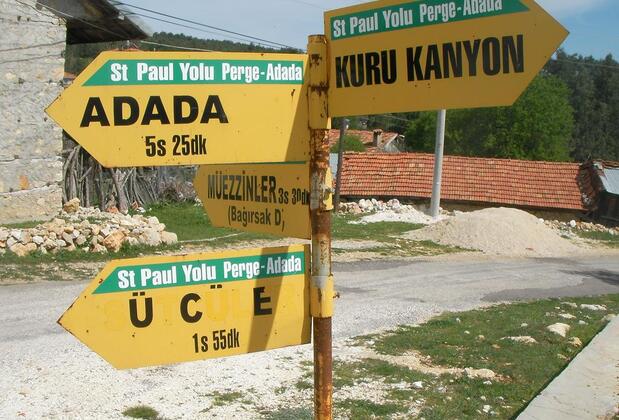 St Paul Yolu Perge-Adada
KURU KANYON
St Paul Yolu Perge-Adada
ADADA
5s 25dk
MÜEZZİNLER 3s 30dk
(Bağırsak D)
St Paul Yolu Perge-Adada
Ü C E
1s 55dk